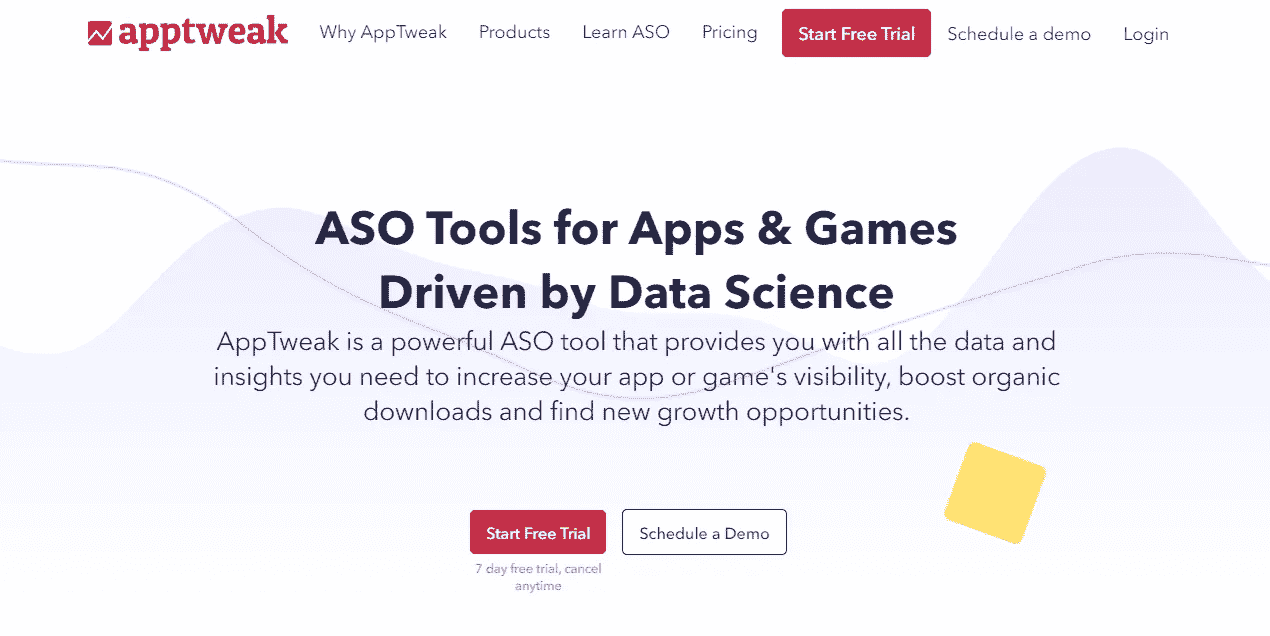 apptweak
Why AppTweak
Products
Learn ASO
Pricing
Start Free Trial
Schedule a demo
Login
ASO Tools for Apps & Games
Driven by Data Science
AppTweak is a powerful ASO tool that provides you with all the data and
insights you need to increase your app or game's visibility, boost organic
downloads and find new growth opportunities.
Start Free Trial
Schedule a Demo
7 day free trial, cancel
anytime